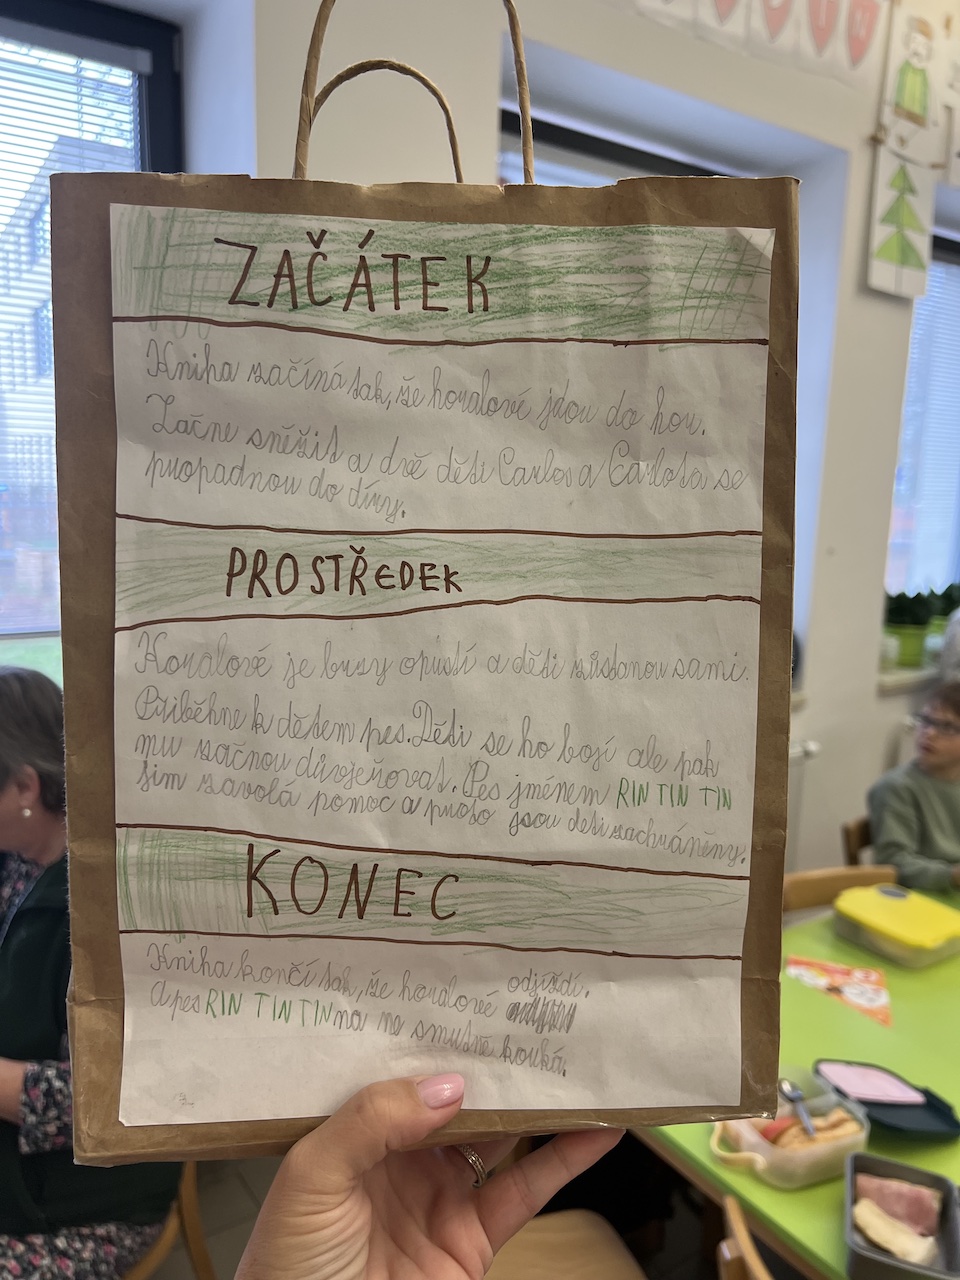 ZAČÁTEK
Kniha začíná tak, že horalové jdou do hor.
Začne sněžit a dvě děti Carlos a Carlota se
propadnou do díry.
PROSTŘEDEK
Horalové je brzy opustí a děti zůstanou sami.
Přiběhne k dětem pes. Děti se ho bojí ale pak
mu začnou důvjeřovat. Pes jménem RIN TIN TIN
jim zavolá pomoc a proto jsou děti zachráněny.
KONEC
Kniha končí tak, že horalové odjíždí.
A pes RIN TIN TIN na ne smutně kouká.